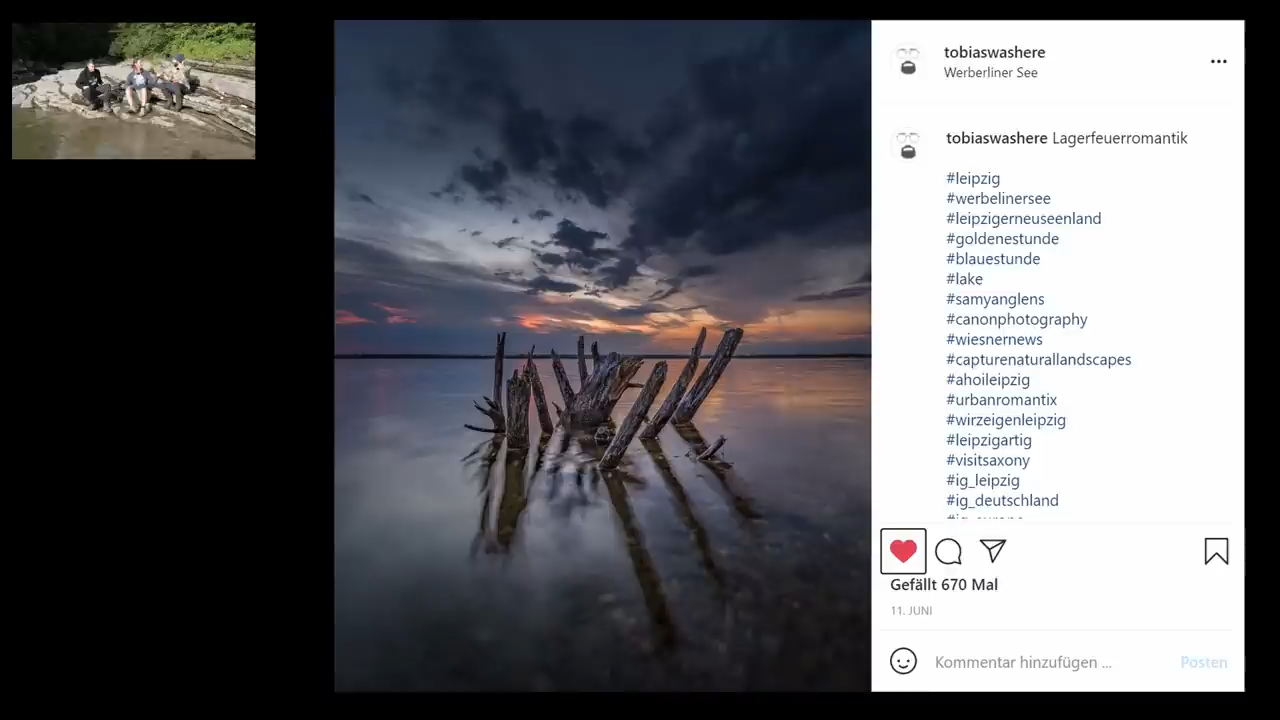 tobiaswashere
Werberliner See
tobiaswashere Lagerfeuerromantik
#leipzig
#werbelinersee
#leipzigerneuseenland
#goldenestunde
#blauestunde
#lake
#samyanglens
#canonphotography
#wiesnernews
#capturenaturallandscapes
#ahoileipzig
#urbanromantix
#wirzeigenleipzig
#leipzigartig
#visitsaxony
#ig_leipzig
#ig_deutschland
Gefällt 670 Mal
11. JUNI
Kommentar hinzufügen ...
Posten